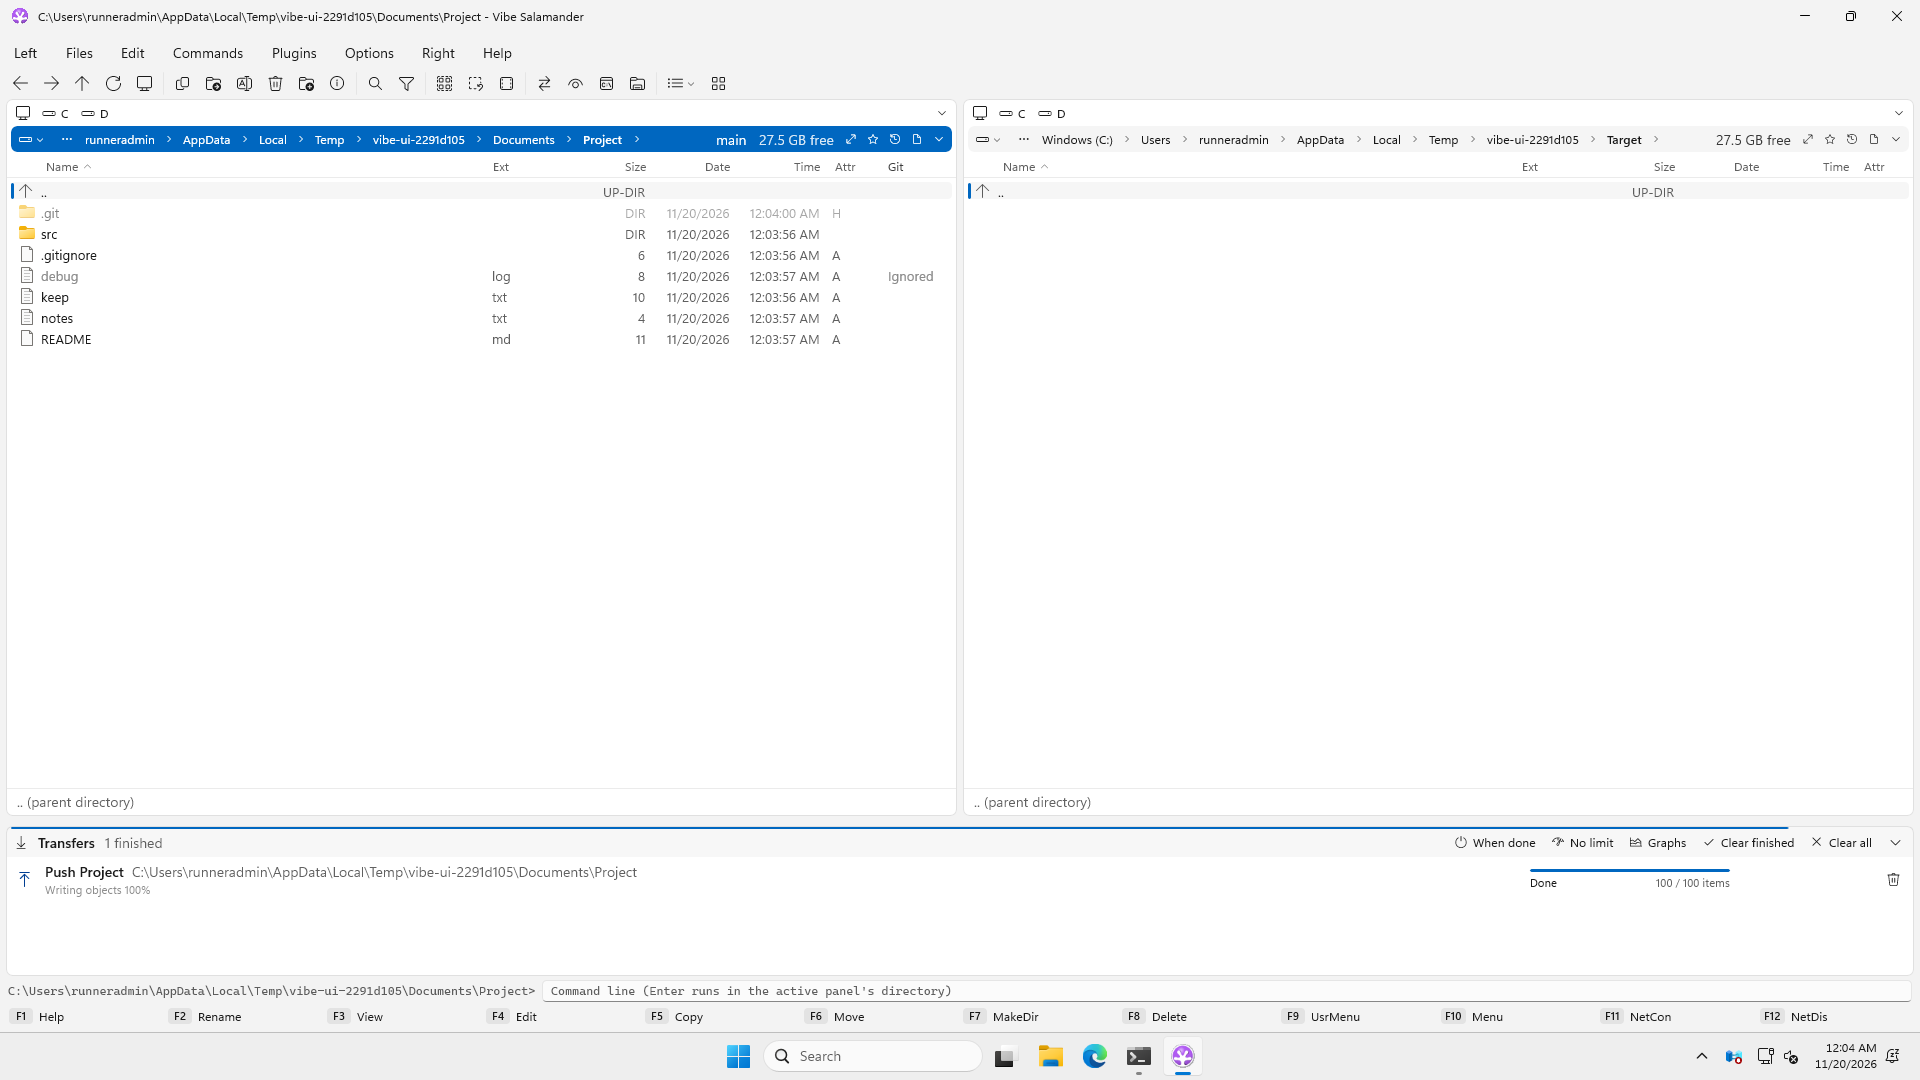 C:\Users\runneradmin\AppData\Local\Temp\vibe-ui-2291d105\Documents\Project - Vibe Salamander
Left Files Edit Commands Plugins Options Right Help
C D
runneradmin AppData Local Temp vibe-ui-2291d105 Documents Project main 27.5 GB free
Name Ext Size Date Time Attr Git
.. UP-DIR
.git DIR 11/20/2026 12:04:00 AM H
src DIR 11/20/2026 12:03:56 AM
.gitignore 6 11/20/2026 12:03:56 AM A
debug log 8 11/20/2026 12:03:57 AM A Ignored
keep txt 10 11/20/2026 12:03:56 AM A
notes txt 4 11/20/2026 12:03:57 AM A
README md 11 11/20/2026 12:03:57 AM A
.. (parent directory)
C D
Windows (C:) Users runneradmin AppData Local Temp vibe-ui-2291d105 Target 27.5 GB free
Name Ext Size Date Time Attr
.. UP-DIR
.. (parent directory)
Transfers 1 finished When done No limit Graphs Clear finished Clear all
Push Project C:\Users\runneradmin\AppData\Local\Temp\vibe-ui-2291d105\Documents\Project
Writing objects 100% Done 100 / 100 items
C:\Users\runneradmin\AppData\Local\Temp\vibe-ui-2291d105\Documents\Project> Command line (Enter runs in the active panel's directory)
F1 Help F2 Rename F3 View F4 Edit F5 Copy F6 Move F7 MakeDir F8 Delete F9 UsrMenu F10 Menu F11 NetCon F12 NetDis
Search
12:04 AM
11/20/2026